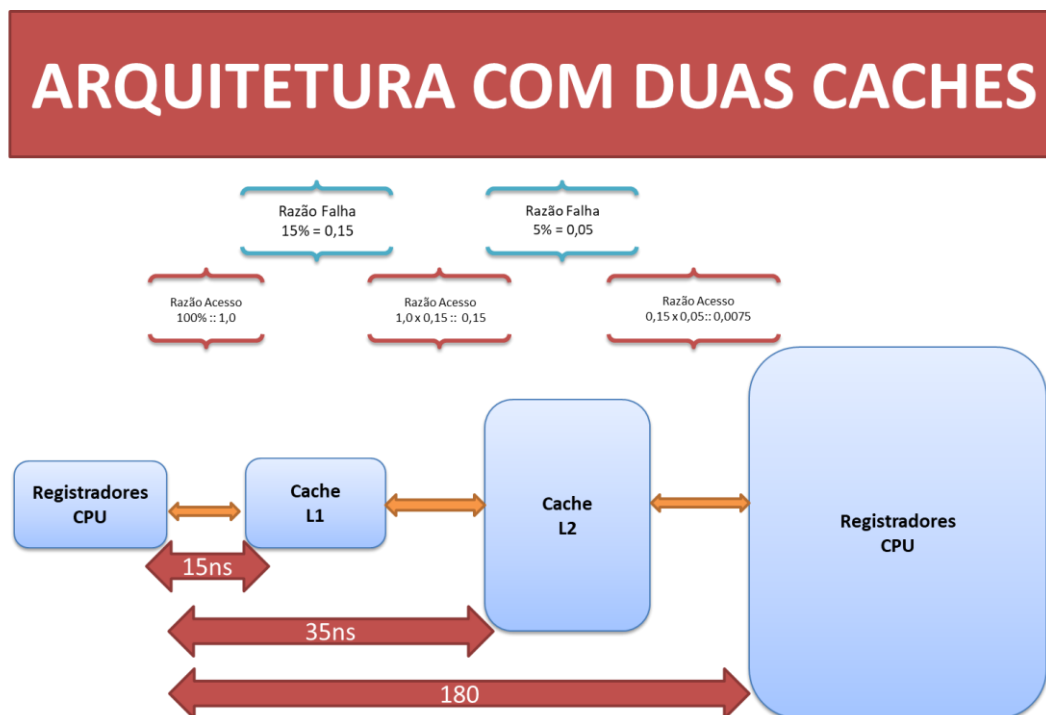 ARQUITETURA COM DUAS CACHES
Razão Falha
15% = 0,15
Razão Falha
5% = 0,05
Razão Acesso
100% :: 1,0
Razão Acesso
1,0 x 0,15 :: 0,15
Razão Acesso
0,15 x 0,05:: 0,0075
Registradores
CPU
Cache
L1
Cache
L2
Registradores
CPU
15ns
35ns
180